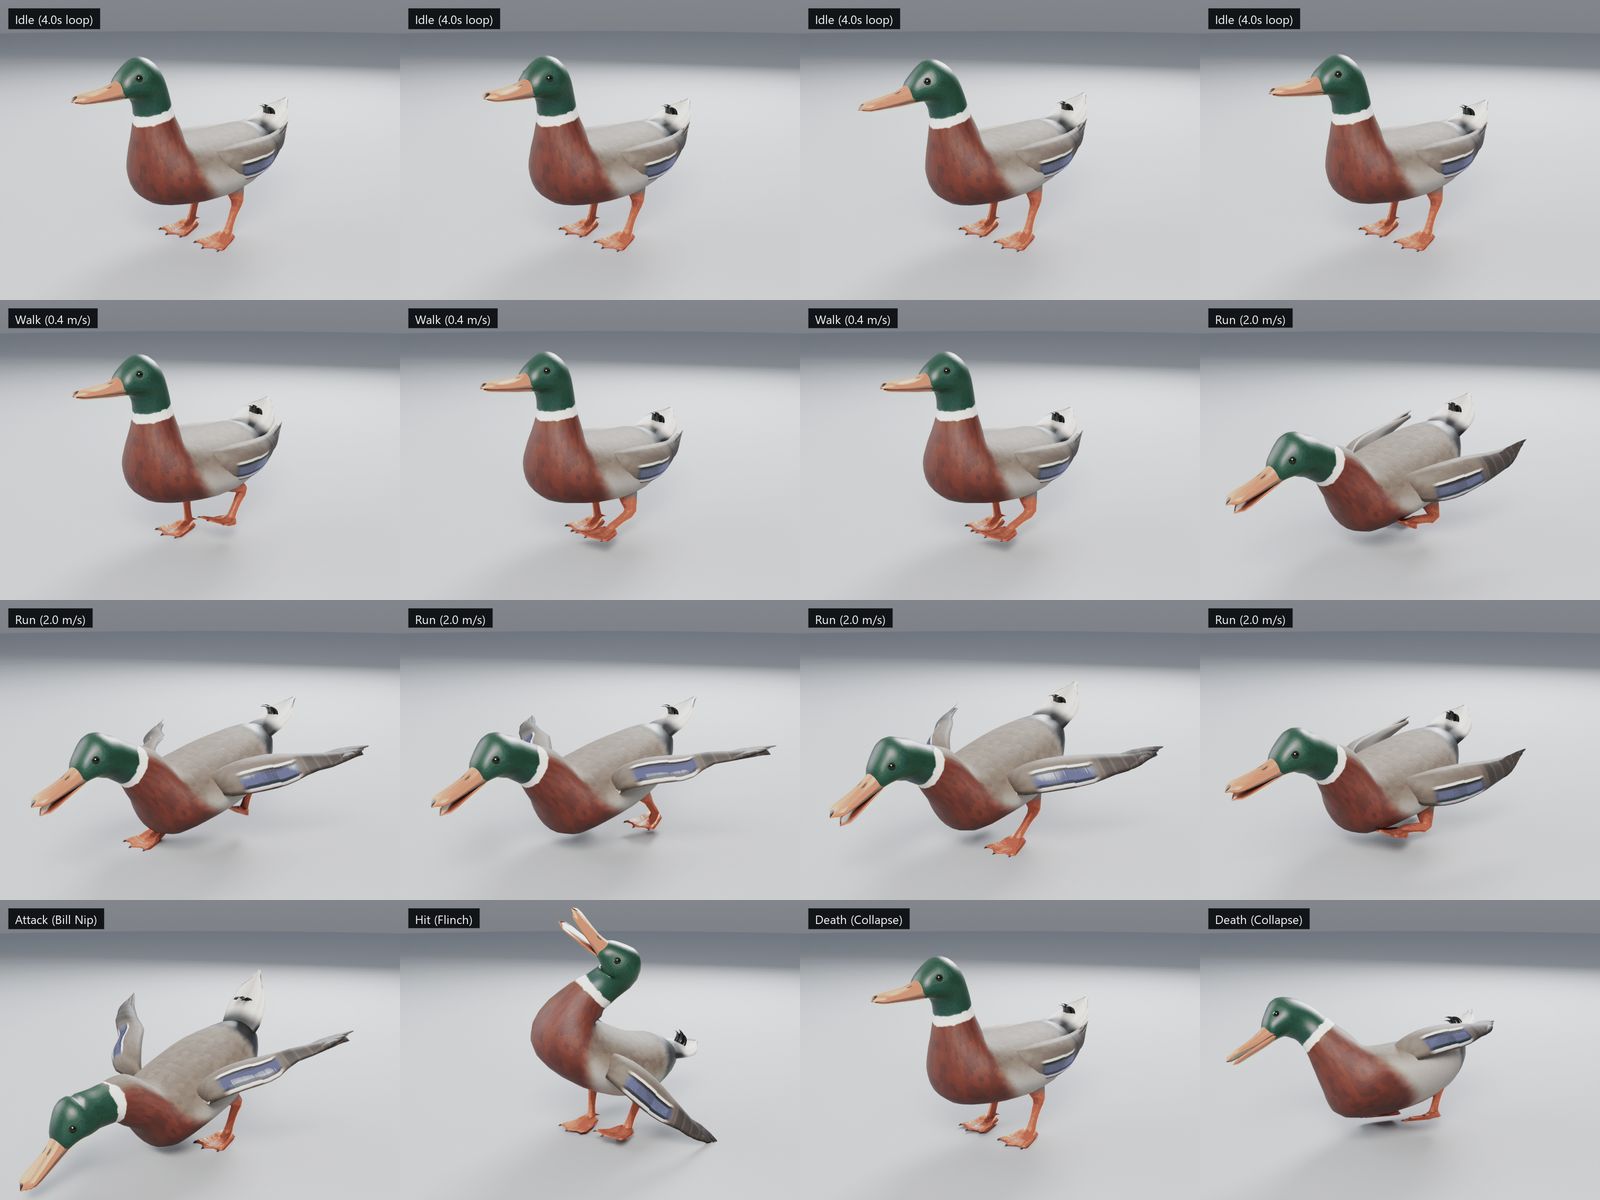 Idle (4.0s loop)
Idle (4.0s loop)
Idle (4.0s loop)
Idle (4.0s loop)
Walk (0.4 m/s)
Walk (0.4 m/s)
Walk (0.4 m/s)
Run (2.0 m/s)
Run (2.0 m/s)
Run (2.0 m/s)
Run (2.0 m/s)
Run (2.0 m/s)
Attack (Bill Nip)
Hit (Flinch)
Death (Collapse)
Death (Collapse)